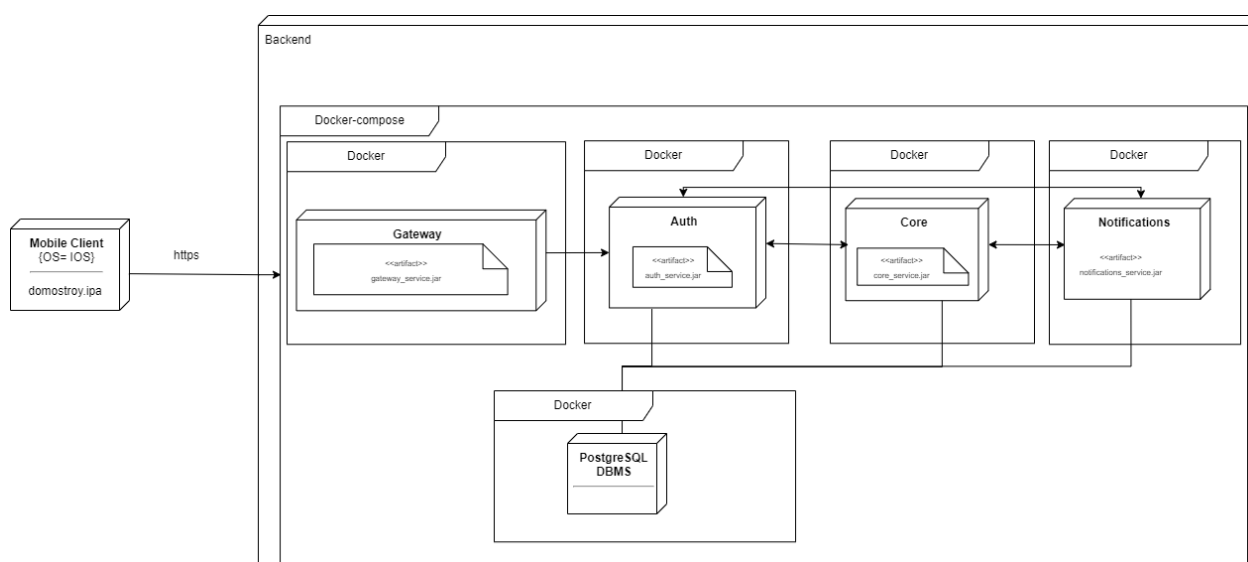 Backend
Docker-compose
Docker
Docker
Docker
Docker
Mobile Client
{OS= IOS}
domostroy.ipa
https
Gateway
<<artifact>>
gateway_service.jar
Auth
<<artifact>>
auth_service.jar
Core
<<artifact>>
core_service.jar
Notifications
<<artifact>>
notifications_service.jar
Docker
PostgreSQL
DBMS